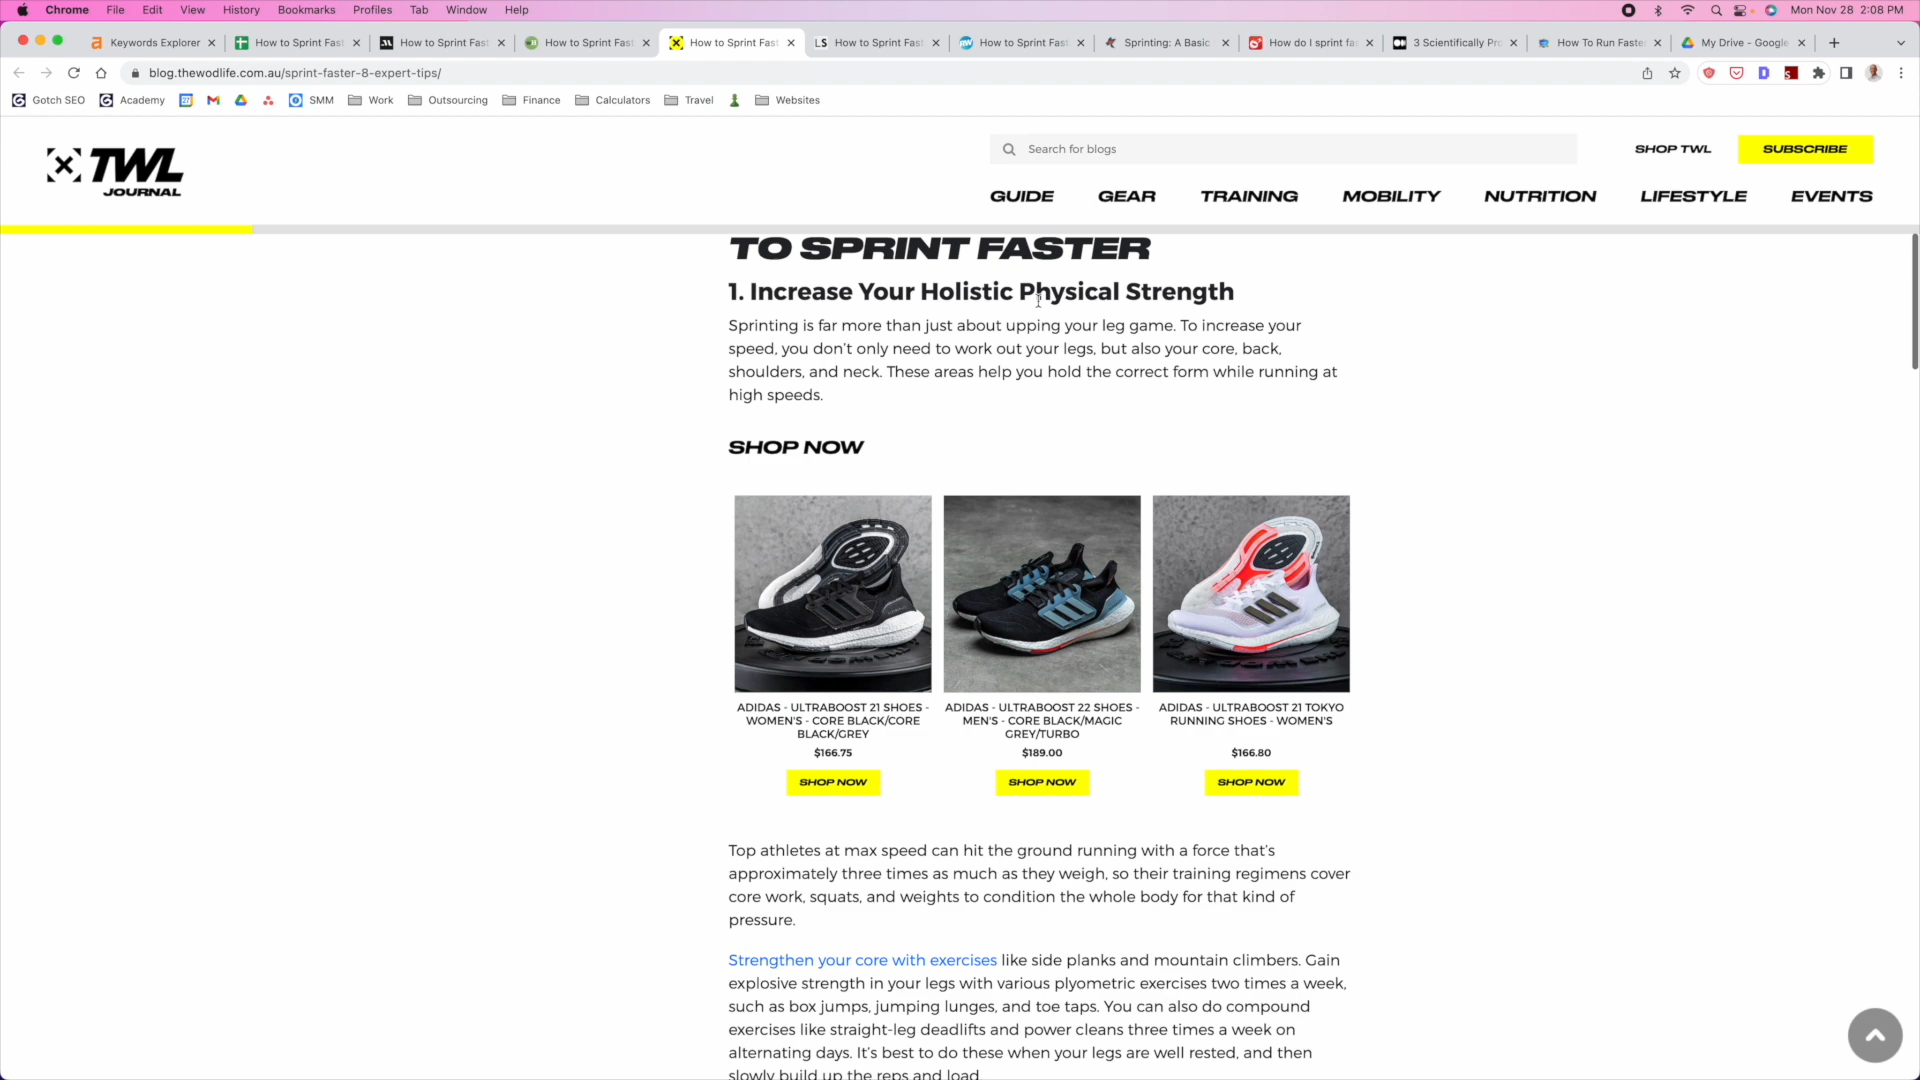 Chrome File Edit View History Bookmarks Profiles Tab Window Help Mon Nov 28 2:08 PM
Keywords Explorer How to Sprint Fast How to Sprint Fast How to Sprint Fast How to Sprint Fast How to Sprint Fast How to Sprint Fast Sprinting: A Basic How do I sprint fa 3 Scientifically Pro How To Run Faster My Drive - Google
blog.thewodlife.com.au/sprint-faster-8-expert-tips/
Gotch SEO Academy SMM Work Outsourcing Finance Calculators Travel Websites
TWL
JOURNAL
Search for blogs
SHOP TWL
SUBSCRIBE
GUIDE GEAR TRAINING MOBILITY NUTRITION LIFESTYLE EVENTS
TO SPRINT FASTER
1. Increase Your Holistic Physical Strength
Sprinting is far more than just about upping your leg game. To increase your
speed, you don't only need to work out your legs, but also your core, back,
shoulders, and neck. These areas help you hold the correct form while running at
high speeds.
SHOP NOW
ADIDAS - ULTRABOOST 21 SHOES -
WOMEN'S - CORE BLACK/CORE
BLACK/GREY
$166.75
SHOP NOW
ADIDAS - ULTRABOOST 22 SHOES -
MEN'S - CORE BLACK/MAGIC
GREY/TURBO
$189.00
SHOP NOW
ADIDAS - ULTRABOOST 21 TOKYO
RUNNING SHOES - WOMEN'S
$166.80
SHOP NOW
Top athletes at max speed can hit the ground running with a force that's
approximately three times as much as they weigh, so their training regimens cover
core work, squats, and weights to condition the whole body for that kind of
pressure.
Strengthen your core with exercises like side planks and mountain climbers. Gain
explosive strength in your legs with various plyometric exercises two times a week,
such as box jumps, jumping lunges, and toe taps. You can also do compound
exercises like straight-leg deadlifts and power cleans three times a week on
alternating days. It's best to do these when your legs are well rested, and then
slowly build up the reps and load.